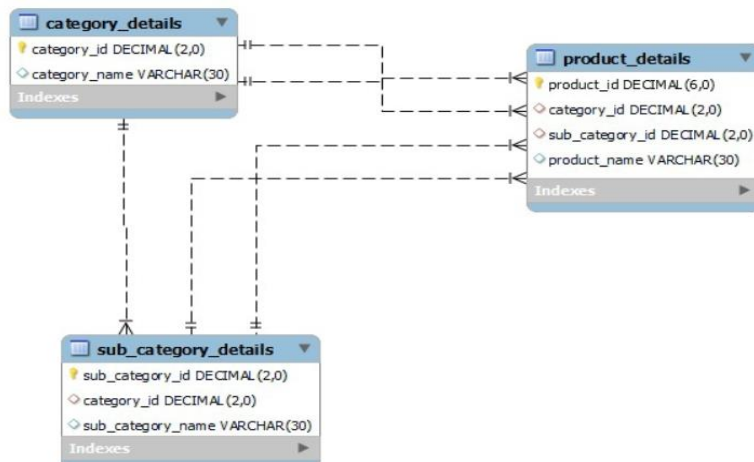 category_details
category_id DECIMAL(2,0)
category_name VARCHAR(30)
Indexes
product_details
product_id DECIMAL(6,0)
category_id DECIMAL(2,0)
sub_category_id DECIMAL(2,0)
product_name VARCHAR(30)
Indexes
sub_category_details
sub_category_id DECIMAL(2,0)
category_id DECIMAL(2,0)
sub_category_name VARCHAR(30)
Indexes